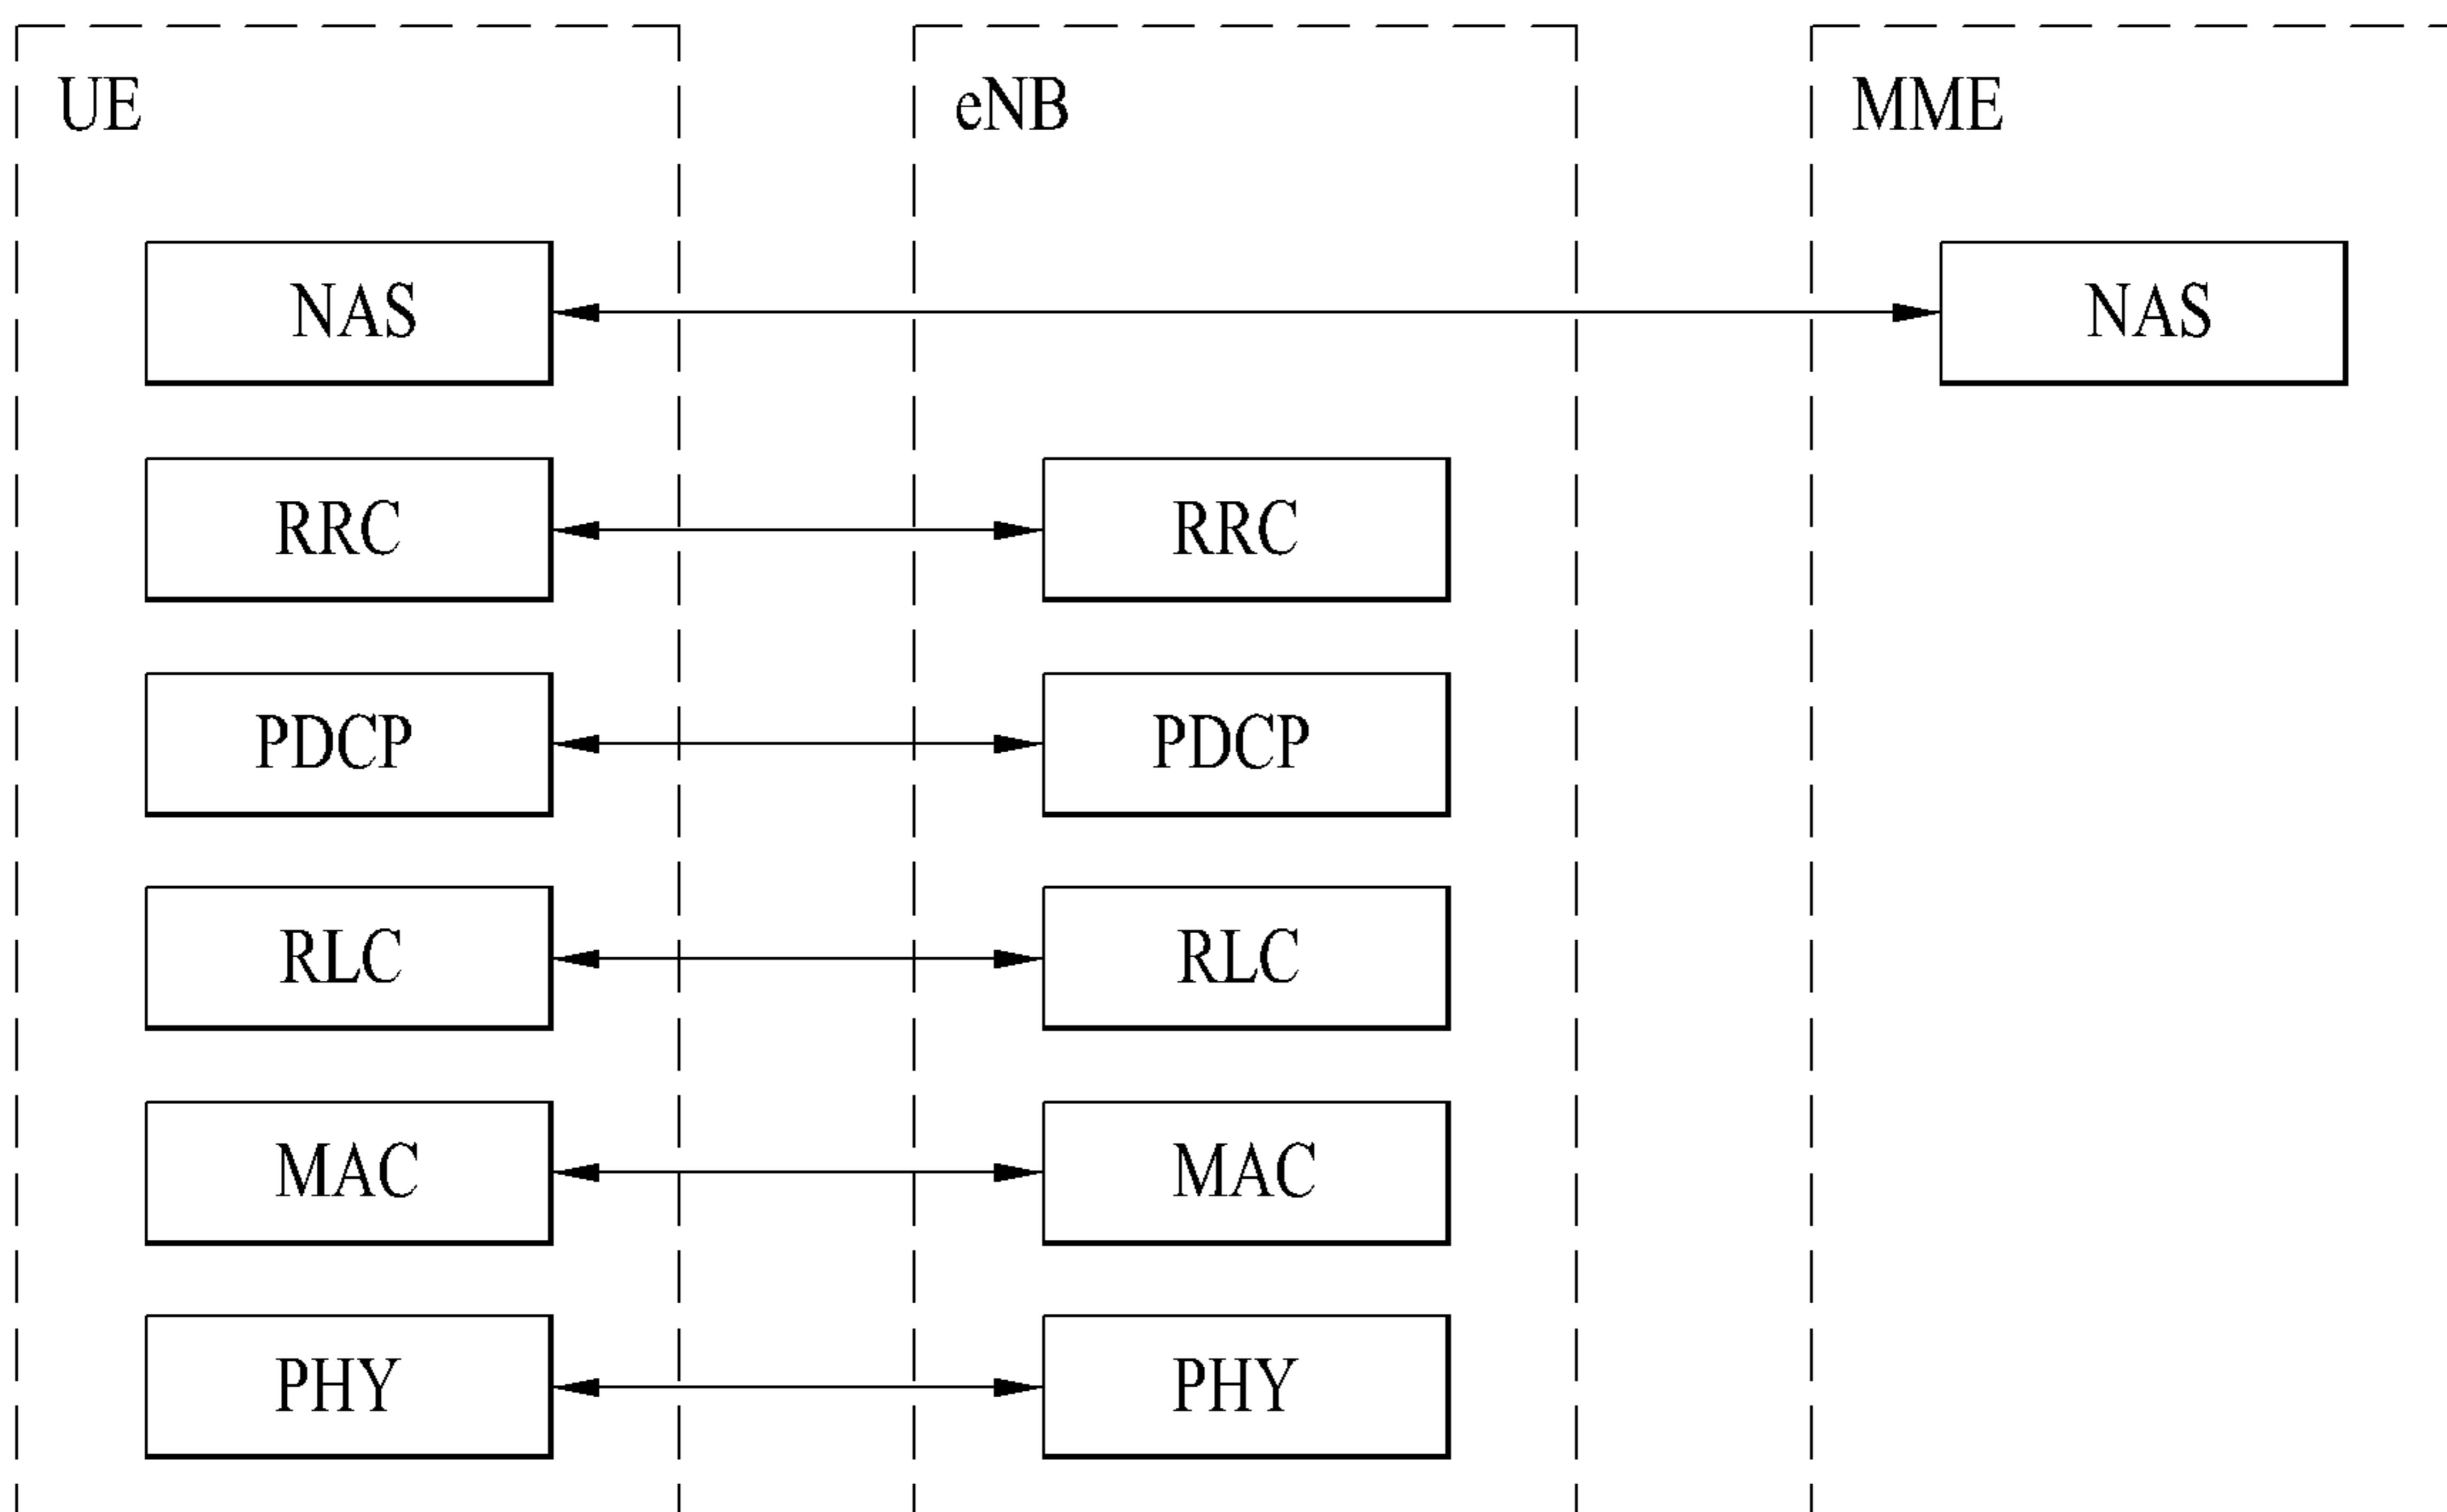 UE eNB MME
NAS NAS
RRC RRC
PDCP PDCP
RLC RLC
MAC MAC
PHY PHY